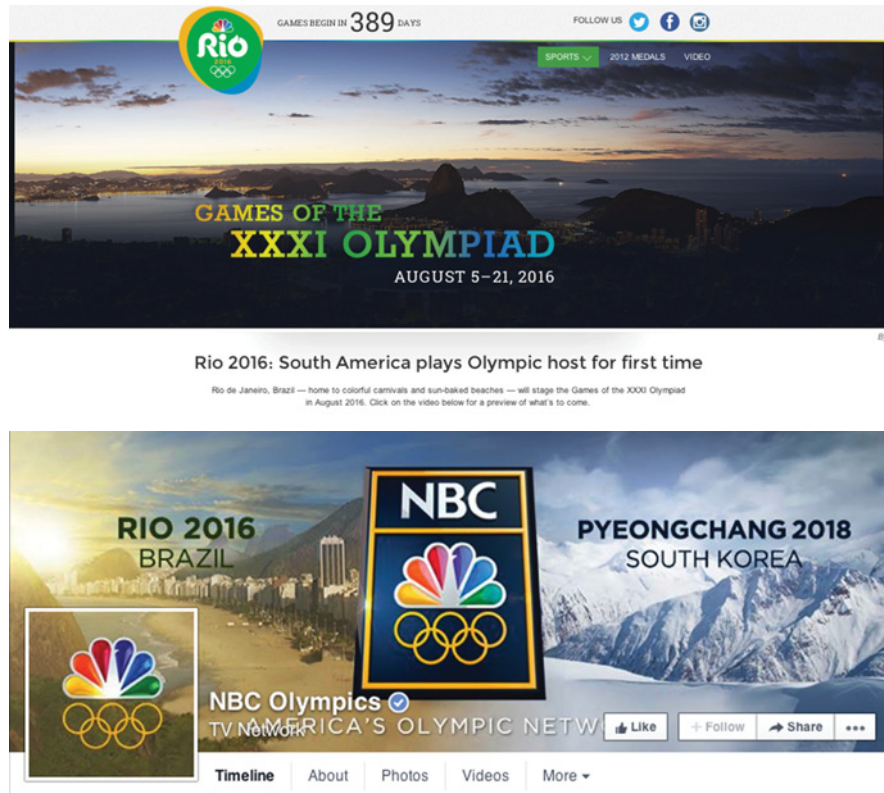 GAMES BEGIN IN 389 DAYS
FOLLOW US
Rio
2016
SPORTS
2012 MEDALS
VIDEO
GAMES OF THE
XXXI OLYMPIAD
AUGUST 5–21, 2016
Rio 2016: South America plays Olympic host for first time
Rio de Janeiro, Brazil — home to colorful carnivals and sun-baked beaches — will stage the Games of the XXXI Olympiad
in August 2016. Click on the video below for a preview of what's to come.
NBC
RIO 2016
BRAZIL
PYEONGCHANG 2018
SOUTH KOREA
NBC Olympics
TV Network
AMERICA'S OLYMPIC NETW
Like
+ Follow
Share
Timeline
About
Photos
Videos
More